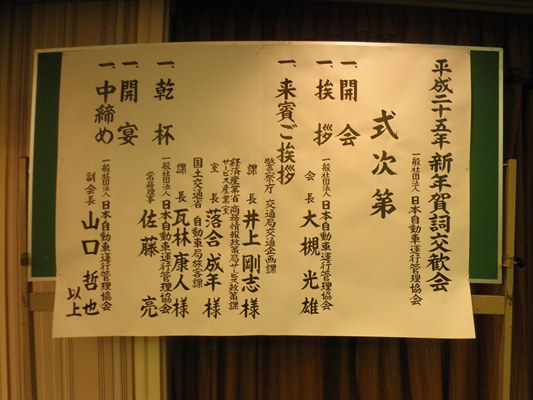 平成二十五年 新年賀詞交歓会
一般社団法人 日本自動車運行管理協会
式次第
一、開会
一、挨拶
一般社団法人 日本自動車運行管理協会
会長 大槻光雄
一、来賓ご挨拶
警察庁 交通局交通企画課
課長 井上剛志様
経済産業省 商務情報政策局サービス政策課
サービス産業室
室長 落合成年様
国土交通省 自動車局旅客課
課長 瓦林康人様
一、乾杯
一般社団法人 日本自動車運行管理協会
常務理事 佐藤亮
一、開宴
一、中締め
一般社団法人 日本自動車運行管理協会
副会長 山口哲也
以上